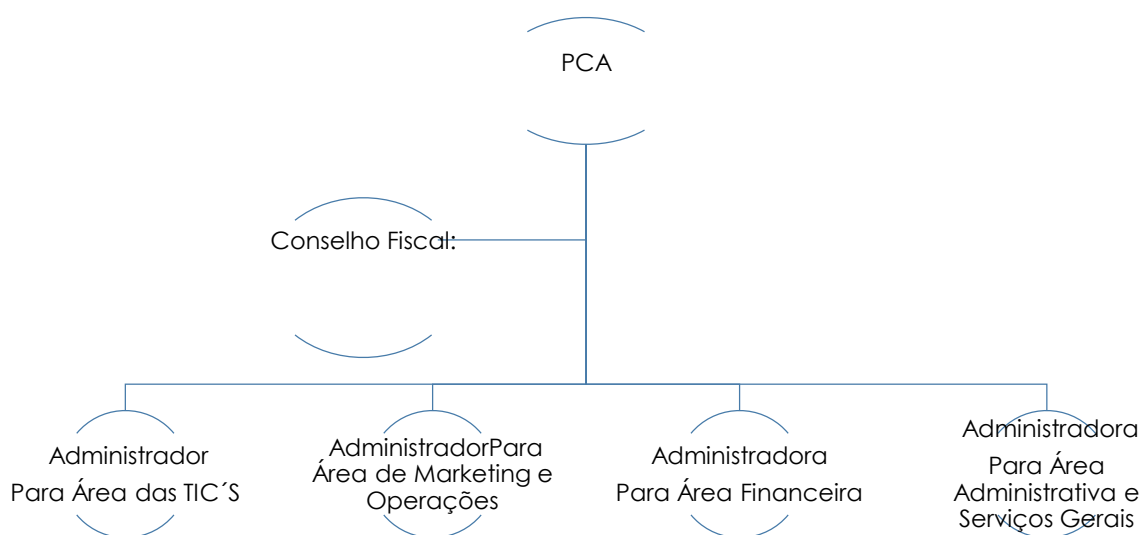 PCA
Conselho Fiscal:
Administrador
Para Área das TIC´S
AdministradorPara
Área de Marketing e
Operações
Administradora
Para Área Financeira
Administradora
Para Área
Administrativa e
Serviços Gerais